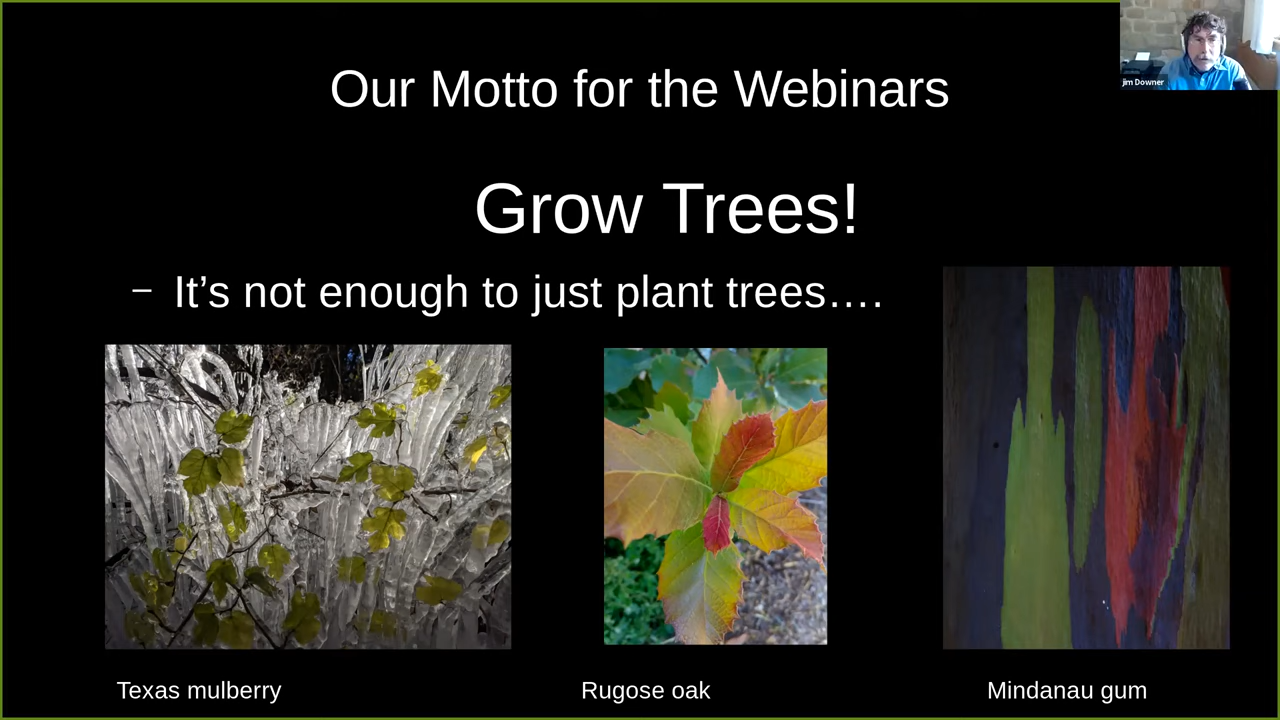 Our Motto for the Webinars
jim Downer
Grow Trees!
– It’s not enough to just plant trees….
Texas mulberry
Rugose oak
Mindanau gum